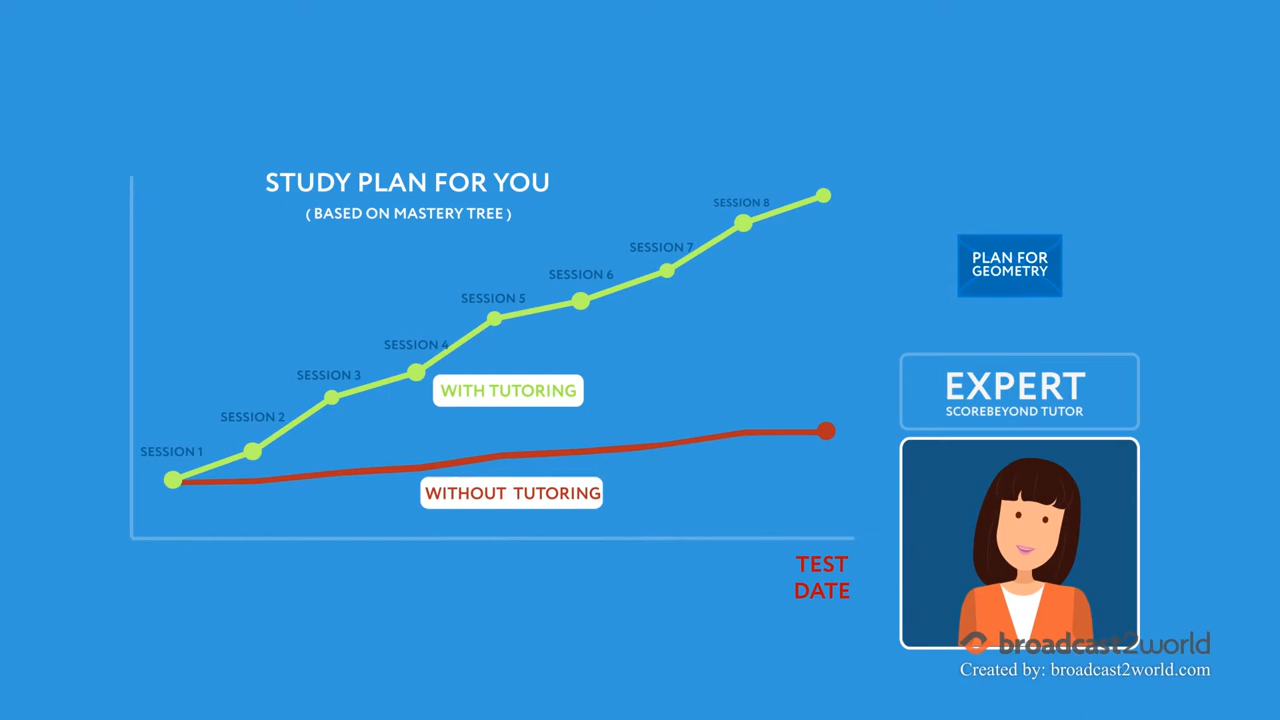 STUDY PLAN FOR YOU
( BASED ON MASTERY TREE )
SESSION 8
SESSION 7
SESSION 6
SESSION 5
SESSION 4
SESSION 3
SESSION 2
SESSION 1
WITH TUTORING
WITHOUT TUTORING
TEST
DATE
PLAN FOR
GEOMETRY
EXPERT
SCOREBEYOND TUTOR
broadcast2world
Created by: broadcast2world.com